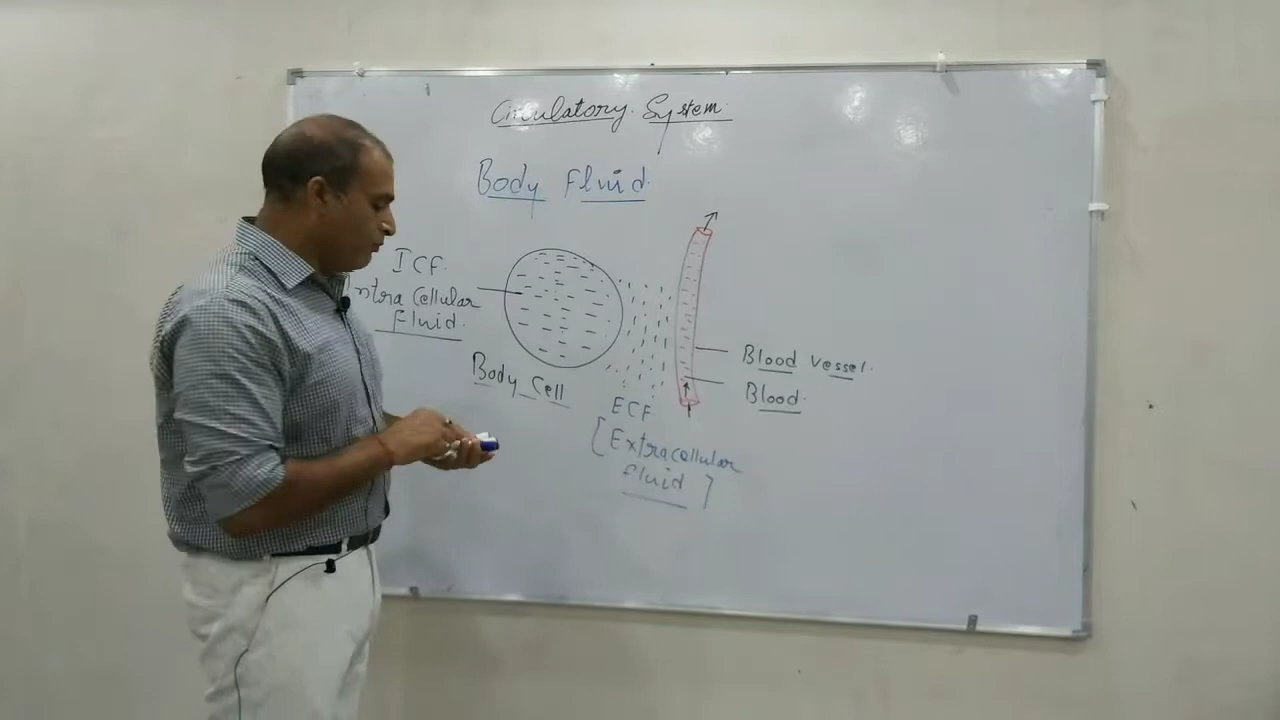 Circulatory System
Body Fluid
ICF
Intra Cellular
Fluid.
Body Cell
Blood Vessel.
Blood.
ECF
[Extracellular
fluid]